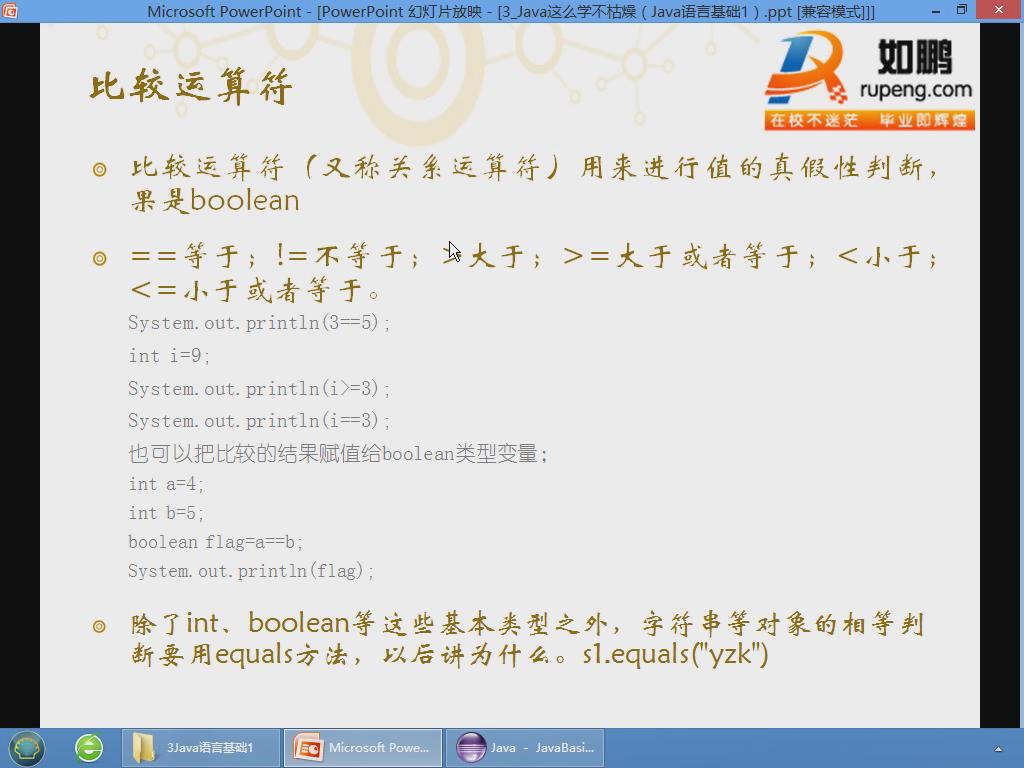 Microsoft PowerPoint - [PowerPoint 幻灯片放映 - [3_Java这么学不枯燥（Java语言基础1）.ppt [兼容模式]]]
比较运算符
如鹏
rupeng.com
在校不迷茫 毕业即辉煌
比较运算符（又称关系运算符）用来进行值的真假性判断，
果是boolean
==等于；!=不等于；>大于；>=大于或者等于；<小于；
<=小于或者等于。
System.out.println(3==5);
int i=9;
System.out.println(i>=3);
System.out.println(i==3);
也可以把比较的结果赋值给boolean类型变量；
int a=4;
int b=5;
boolean flag=a==b;
System.out.println(flag);
除了int、boolean等这些基本类型之外，字符串等对象的相等判
断要用equals方法，以后讲为什么。s1.equals("yzk")
3Java语言基础1
Microsoft Powe...
Java - JavaBasi...